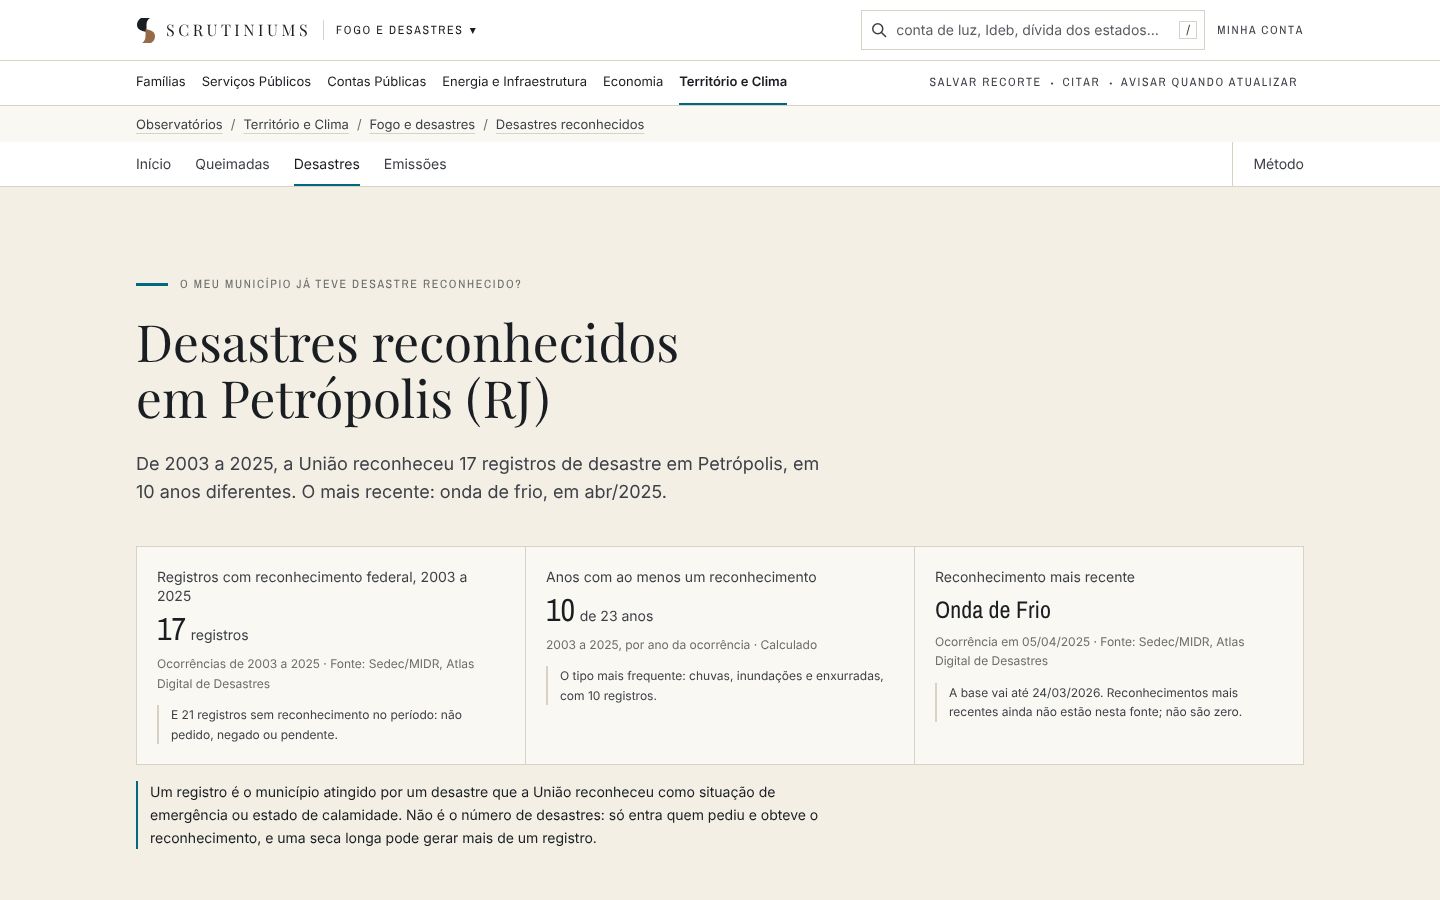 SCRUTINIUMS
FOGO E DESASTRES ▾
conta de luz, Ideb, dívida dos estados...
/
MINHA CONTA
Famílias
Serviços Públicos
Contas Públicas
Energia e Infraestrutura
Economia
Território e Clima
SALVAR RECORTE · CITAR · AVISAR QUANDO ATUALIZAR
Observatórios / Território e Clima / Fogo e desastres / Desastres reconhecidos
Início
Queimadas
Desastres
Emissões
Método
O MEU MUNICÍPIO JÁ TEVE DESASTRE RECONHECIDO?
Desastres reconhecidos
em Petrópolis (RJ)
De 2003 a 2025, a União reconheceu 17 registros de desastre em Petrópolis, em
10 anos diferentes. O mais recente: onda de frio, em abr/2025.
Registros com reconhecimento federal, 2003 a
2025
17 registros
Ocorrências de 2003 a 2025 · Fonte: Sedec/MIDR, Atlas
Digital de Desastres
E 21 registros sem reconhecimento no período: não
pedido, negado ou pendente.
Anos com ao menos um reconhecimento
10 de 23 anos
2003 a 2025, por ano da ocorrência · Calculado
O tipo mais frequente: chuvas, inundações e enxurradas,
com 10 registros.
Reconhecimento mais recente
Onda de Frio
Ocorrência em 05/04/2025 · Fonte: Sedec/MIDR, Atlas
Digital de Desastres
A base vai até 24/03/2026. Reconhecimentos mais
recentes ainda não estão nesta fonte; não são zero.
Um registro é o município atingido por um desastre que a União reconheceu como situação de
emergência ou estado de calamidade. Não é o número de desastres: só entra quem pediu e obteve o
reconhecimento, e uma seca longa pode gerar mais de um registro.